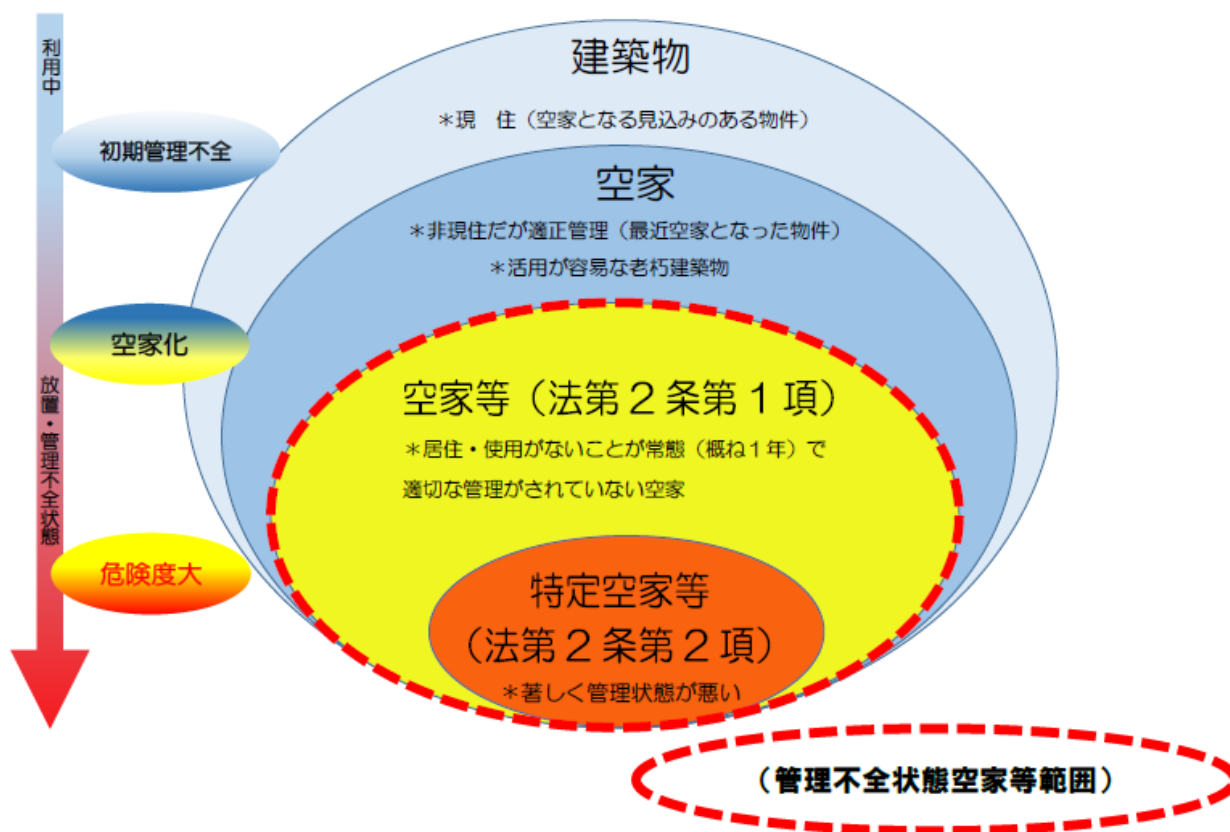 利用中
初期管理不全
空家化
放置・管理不全状態
危険度大
建築物
＊現　住（空家となる見込みのある物件）
空家
＊非現住だが適正管理（最近空家となった物件）
＊活用が容易な老朽建築物
空家等（法第２条第１項）
＊居住・使用がないことが常態（概ね１年）で
適切な管理がされていない空家
特定空家等
（法第２条第２項）
＊著しく管理状態が悪い
（管理不全状態空家等範囲）